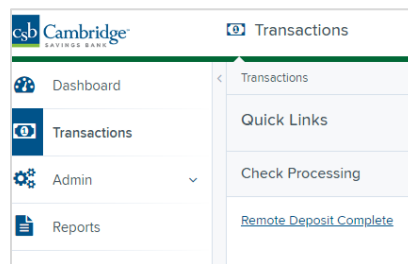 csb Cambridge
SAVINGS BANK
Transactions
Dashboard
Transactions
Admin
Reports
Transactions
Quick Links
Check Processing
Remote Deposit Complete